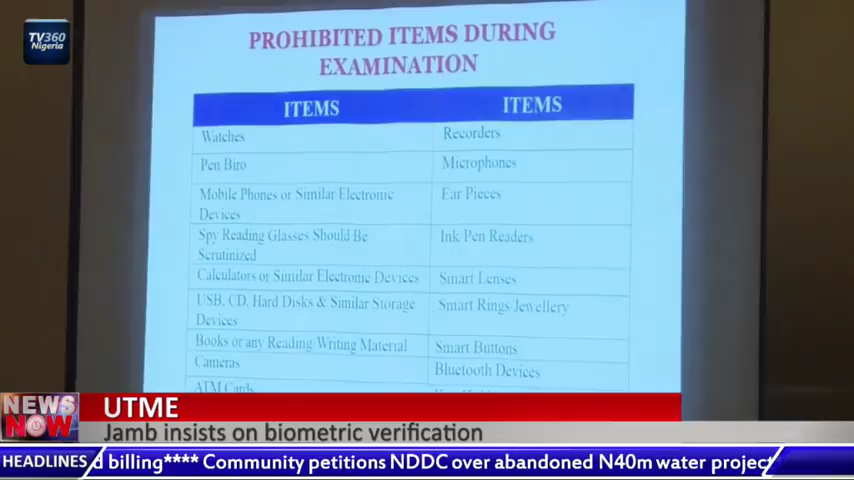 TV360
Nigeria
PROHIBITED ITEMS DURING
EXAMINATION
ITEMS
ITEMS
Watches
Recorders
Pen Biro
Microphones
Mobile Phones or Similar Electronic
Devices
Ear Pieces
Spy Reading Glasses Should Be
Scrutinized
Ink Pen Readers
Calculators or Similar Electronic Devices
Smart Lenses
USB, CD, Hard Disks & Similar Storage
Devices
Smart Rings Jewellery
Books or any Reading Writing Material
Smart Buttons
Cameras
Bluetooth Devices
ATM Cards
NEWS
NOW
UTME
Jamb insists on biometric verification
HEADLINES
d billing**** Community petitions NDDC over abandoned N40m water project